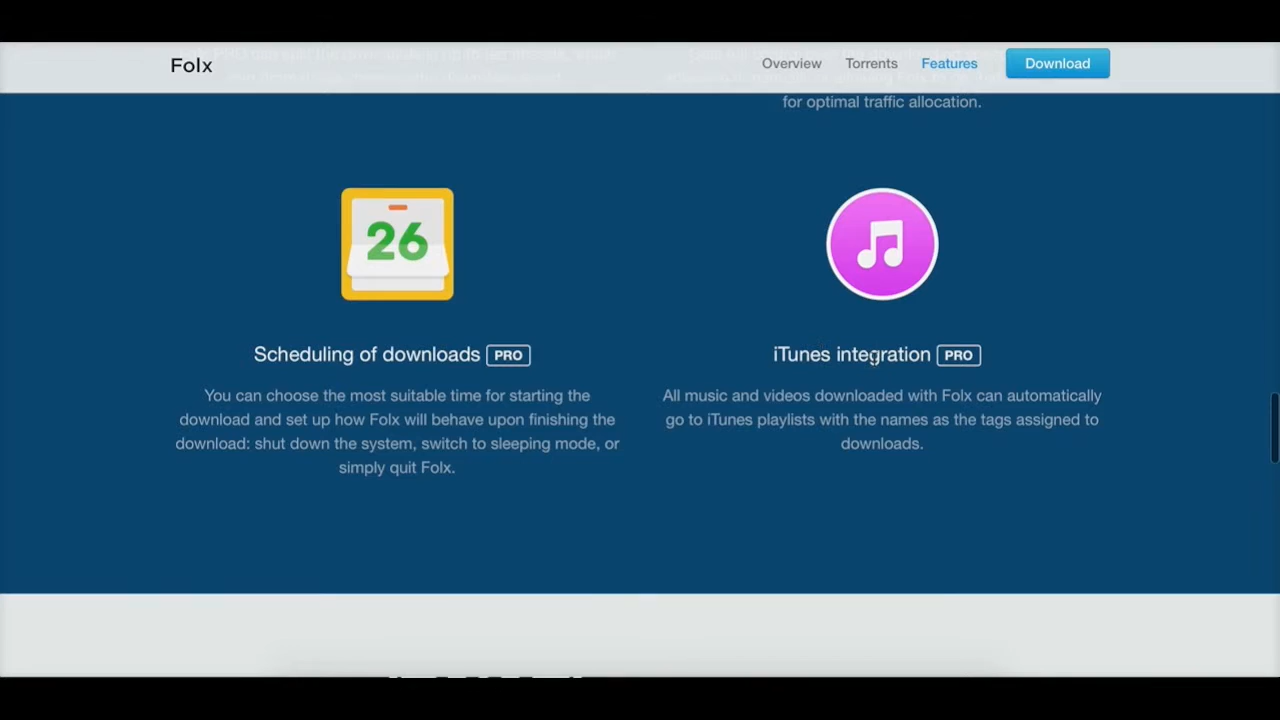 Folx
Overview Torrents Features Download
for optimal traffic allocation.
26
Scheduling of downloads PRO
You can choose the most suitable time for starting the
download and set up how Folx will behave upon finishing the
download: shut down the system, switch to sleeping mode, or
simply quit Folx.
iTunes integration PRO
All music and videos downloaded with Folx can automatically
go to iTunes playlists with the names as the tags assigned to
downloads.